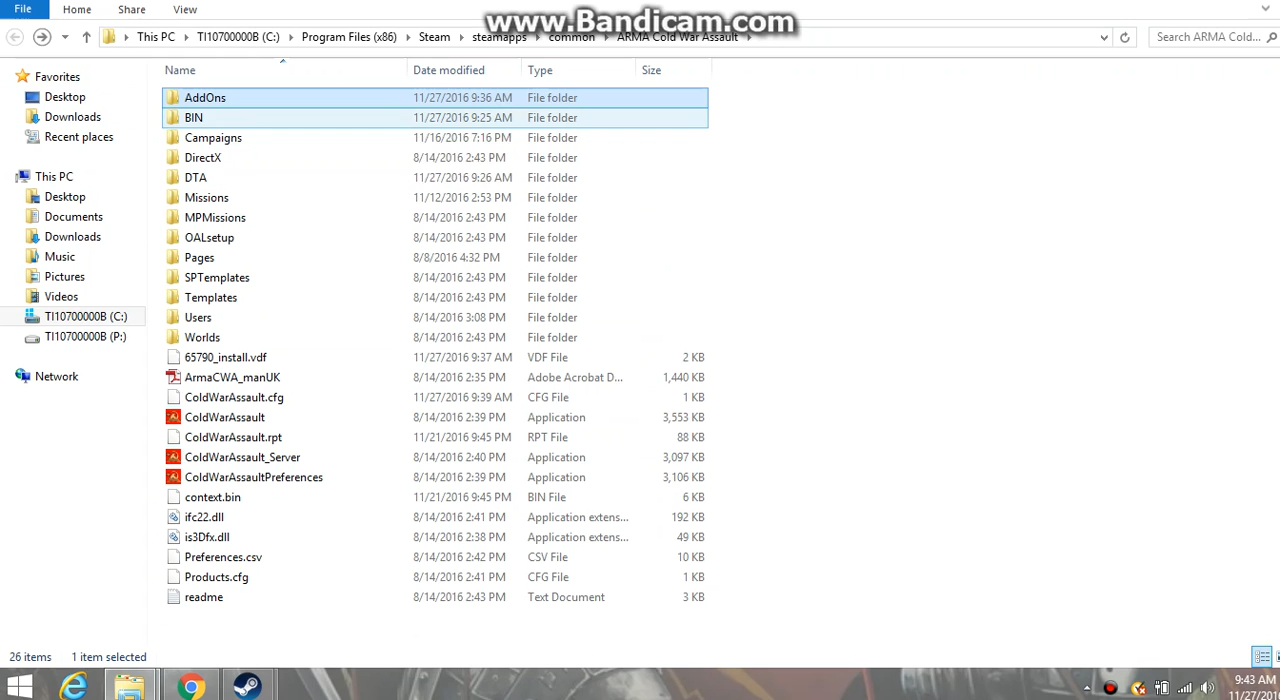 www.Bandicam.com
File Home Share View
This PC TI10700000B (C:) Program Files (x86) Steam steamapps common ARMA Cold War Assault Search ARMA Cold...
Favorites
Desktop
Downloads
Recent places
This PC
Desktop
Documents
Downloads
Music
Pictures
Videos
TI10700000B (C:)
TI10700000B (P:)
Network
Name Date modified Type Size
AddOns 11/27/2016 9:36 AM File folder
BIN 11/27/2016 9:25 AM File folder
Campaigns 11/16/2016 7:16 PM File folder
DirectX 8/14/2016 2:43 PM File folder
DTA 11/27/2016 9:26 AM File folder
Missions 11/12/2016 2:53 PM File folder
MPMissions 8/14/2016 2:43 PM File folder
OALsetup 8/14/2016 2:43 PM File folder
Pages 8/8/2016 4:32 PM File folder
SPTemplates 8/14/2016 2:43 PM File folder
Templates 8/14/2016 2:43 PM File folder
Users 8/14/2016 3:08 PM File folder
Worlds 8/14/2016 2:43 PM File folder
65790_install.vdf 11/27/2016 9:37 AM VDF File 2 KB
ArmaCWA_manUK 8/14/2016 2:35 PM Adobe Acrobat D... 1,440 KB
ColdWarAssault.cfg 11/27/2016 9:39 AM CFG File 1 KB
ColdWarAssault 8/14/2016 2:39 PM Application 3,553 KB
ColdWarAssault.rpt 11/21/2016 9:45 PM RPT File 88 KB
ColdWarAssault_Server 8/14/2016 2:40 PM Application 3,097 KB
ColdWarAssaultPreferences 8/14/2016 2:39 PM Application 3,106 KB
context.bin 11/21/2016 9:45 PM BIN File 6 KB
ifc22.dll 8/14/2016 2:41 PM Application extens... 192 KB
is3Dfx.dll 8/14/2016 2:38 PM Application extens... 49 KB
Preferences.csv 8/14/2016 2:42 PM CSV File 10 KB
Products.cfg 8/14/2016 2:41 PM CFG File 1 KB
readme 8/14/2016 2:43 PM Text Document 3 KB
26 items 1 item selected
9:43 AM
11/27/201